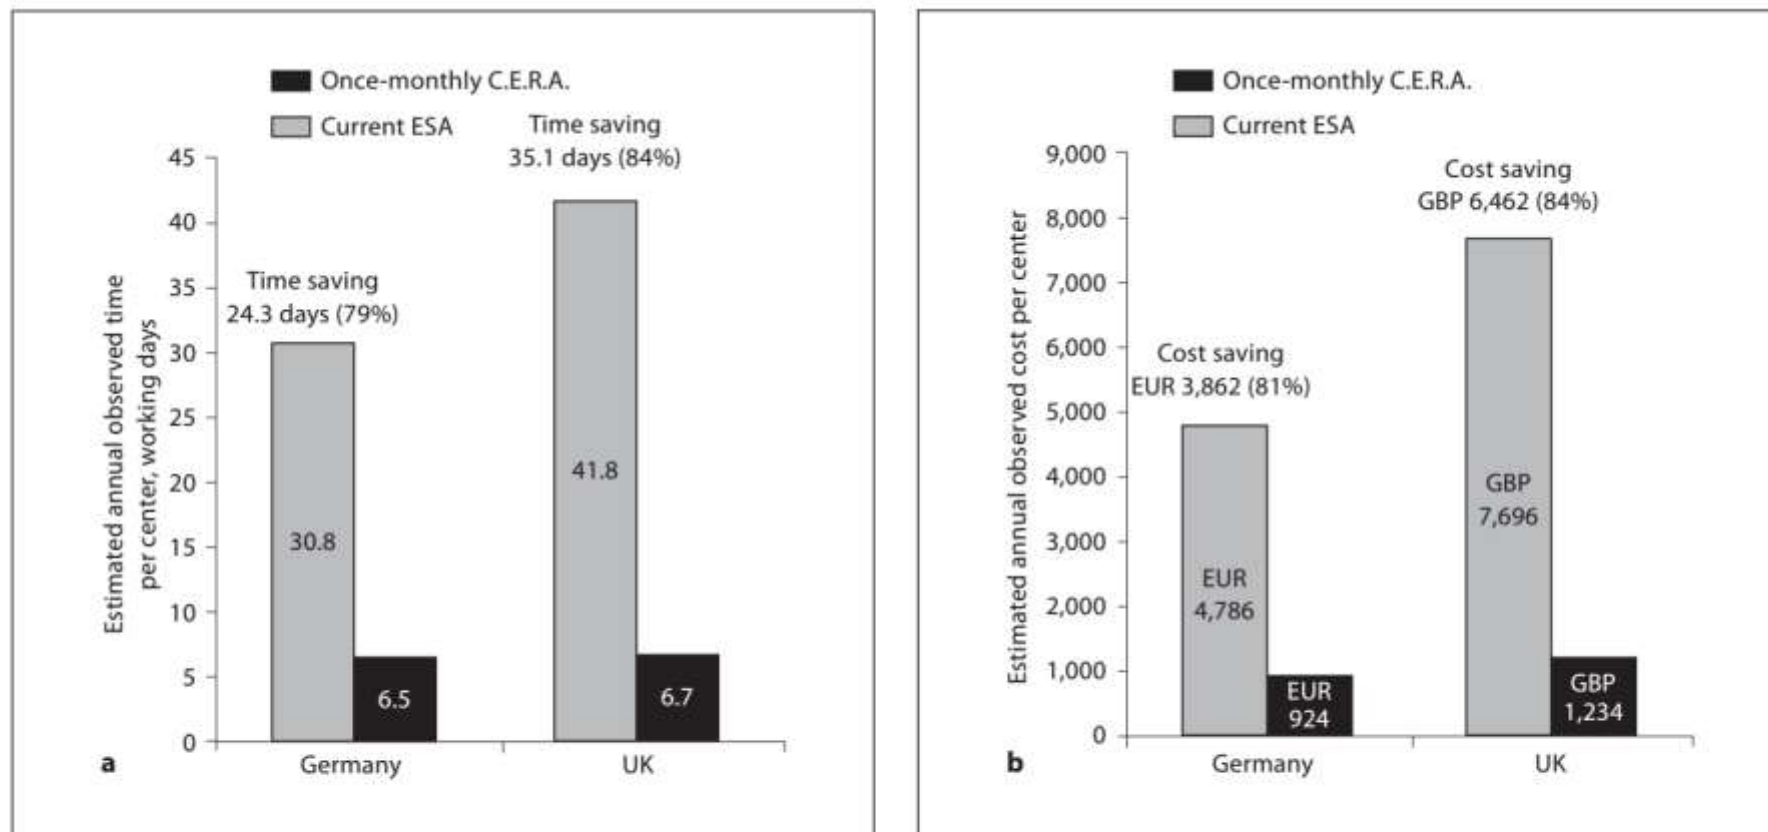 Once-monthly C.E.R.A.
Current ESA
Time saving
35.1 days (84%)
Time saving
24.3 days (79%)
Estimated annual observed time
per center, working days
45
40
35
30
25
20
15
10
5
0
30.8
6.5
41.8
6.7
Germany
UK
a
Once-monthly C.E.R.A.
Current ESA
Cost saving
GBP 6,462 (84%)
Cost saving
EUR 3,862 (81%)
Estimated annual observed cost per center
9,000
8,000
7,000
6,000
5,000
4,000
3,000
2,000
1,000
0
EUR
4,786
EUR
924
GBP
7,696
GBP
1,234
Germany
UK
b